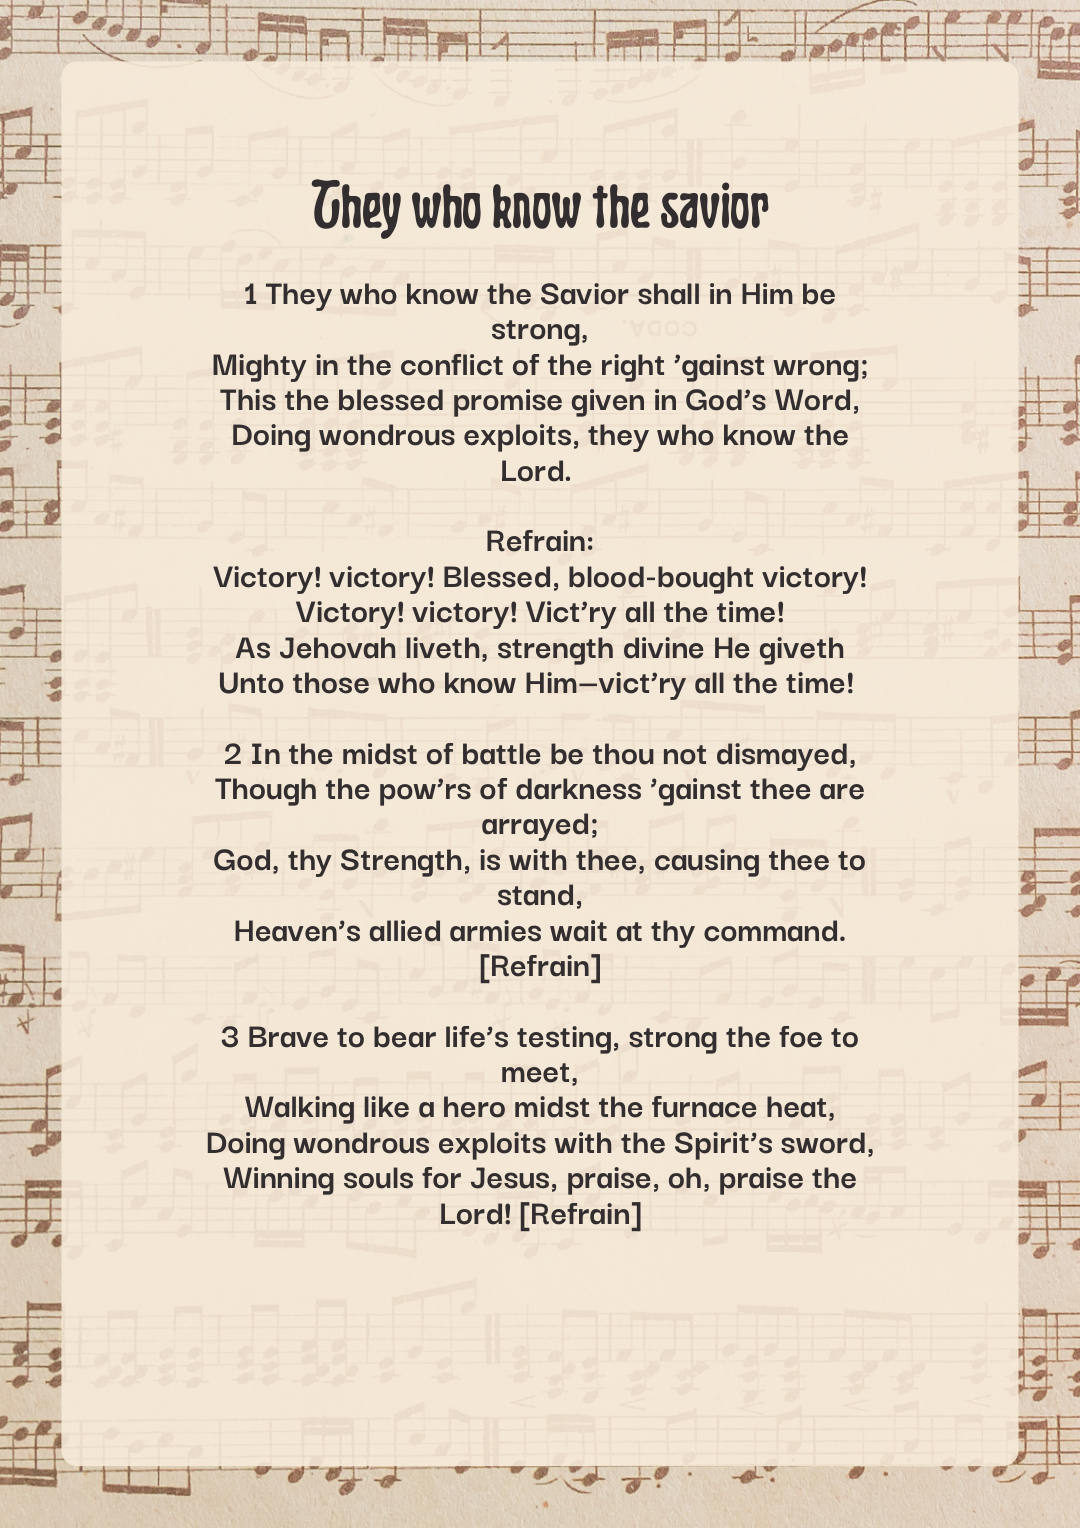 They who know the savior
1 They who know the Savior shall in Him be
strong,
Mighty in the conflict of the right ’gainst wrong;
This the blessed promise given in God’s Word,
Doing wondrous exploits, they who know the
Lord.
Refrain:
Victory! victory! Blessed, blood-bought victory!
Victory! victory! Vict’ry all the time!
As Jehovah liveth, strength divine He giveth
Unto those who know Him—vict’ry all the time!
2 In the midst of battle be thou not dismayed,
Though the pow’rs of darkness ’gainst thee are
arrayed;
God, thy Strength, is with thee, causing thee to
stand,
Heaven’s allied armies wait at thy command.
[Refrain]
3 Brave to bear life’s testing, strong the foe to
meet,
Walking like a hero midst the furnace heat,
Doing wondrous exploits with the Spirit’s sword,
Winning souls for Jesus, praise, oh, praise the
Lord! [Refrain]
CODA.